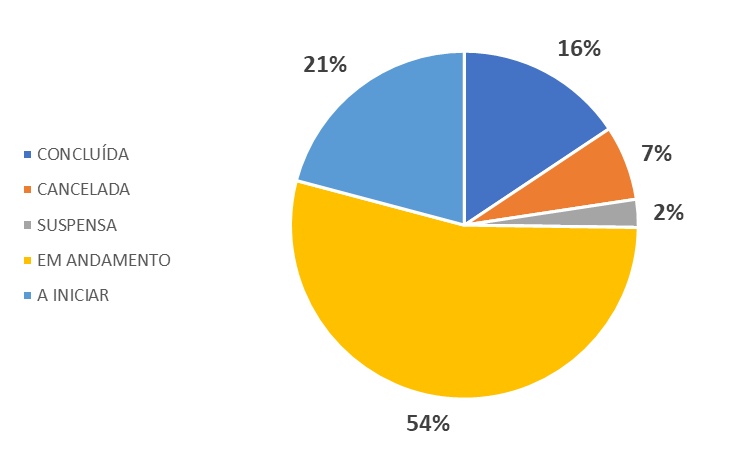 CONCLUÍDA
CANCELADA
SUSPENSA
EM ANDAMENTO
A INICIAR
16%
7%
2%
54%
21%